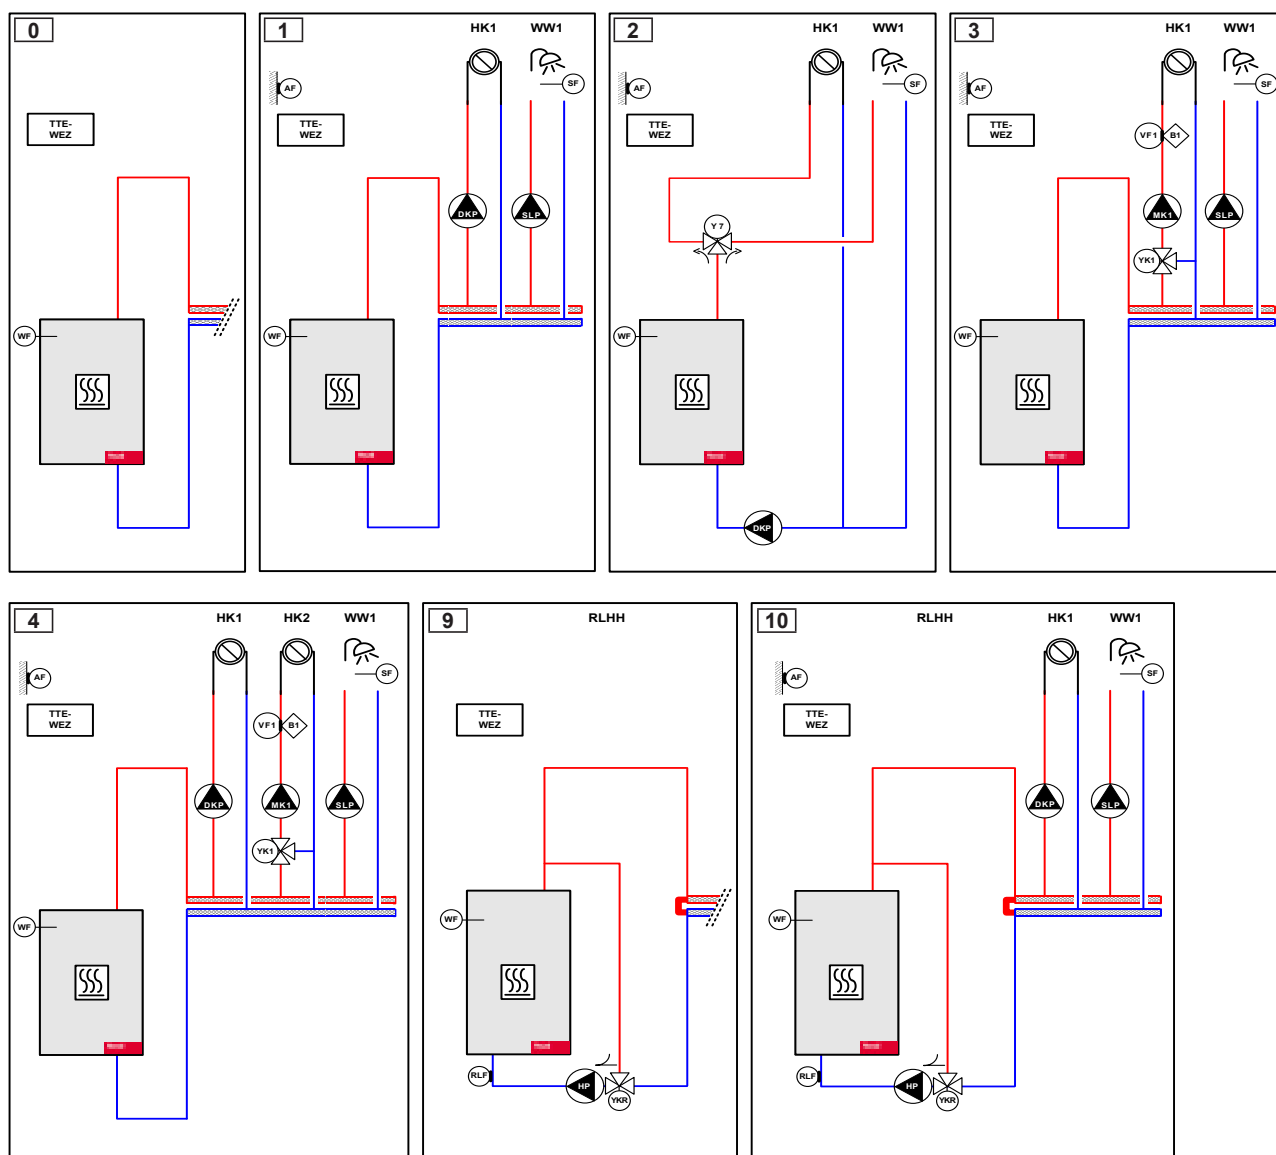 0
TTE-
WEZ
WF
1
HK1
WW1
AF
SF
TTE-
WEZ
DKP
SLP
WF
2
HK1
WW1
AF
SF
TTE-
WEZ
Y7
WF
DKP
3
HK1
WW1
AF
SF
TTE-
WEZ
VF1
B1
MK1
SLP
YK1
WF
4
HK1
HK2
WW1
AF
SF
TTE-
WEZ
VF1
B1
DKP
MK1
SLP
YK1
WF
9
RLHH
TTE-
WEZ
WF
RLF
HP
YKR
10
RLHH
HK1
WW1
AF
SF
TTE-
WEZ
DKP
SLP
WF
RLF
HP
YKR